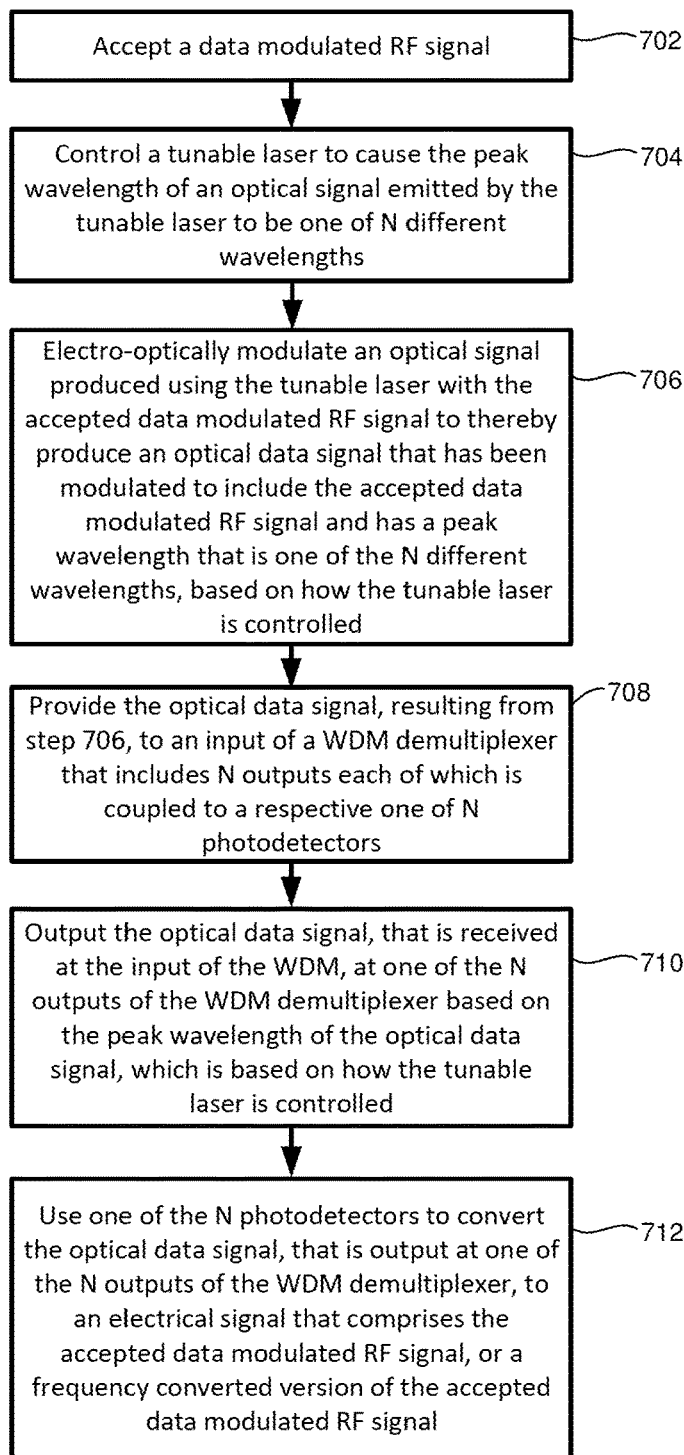 Accept a data modulated RF signal
702
Control a tunable laser to cause the peak
wavelength of an optical signal emitted by the
tunable laser to be one of N different
wavelengths
704
Electro-optically modulate an optical signal
produced using the tunable laser with the
accepted data modulated RF signal to thereby
produce an optical data signal that has been
modulated to include the accepted data
modulated RF signal and has a peak
wavelength that is one of the N different
wavelengths, based on how the tunable laser
is controlled
706
Provide the optical data signal, resulting from
step 706, to an input of a WDM demultiplexer
that includes N outputs each of which is
coupled to a respective one of N
photodetectors
708
Output the optical data signal, that is received
at the input of the WDM, at one of the N
outputs of the WDM demultiplexer based on
the peak wavelength of the optical data
signal, which is based on how the tunable
laser is controlled
710
Use one of the N photodetectors to convert
the optical data signal, that is output at one of
the N outputs of the WDM demultiplexer, to
an electrical signal that comprises the
accepted data modulated RF signal, or a
frequency converted version of the accepted
data modulated RF signal
712